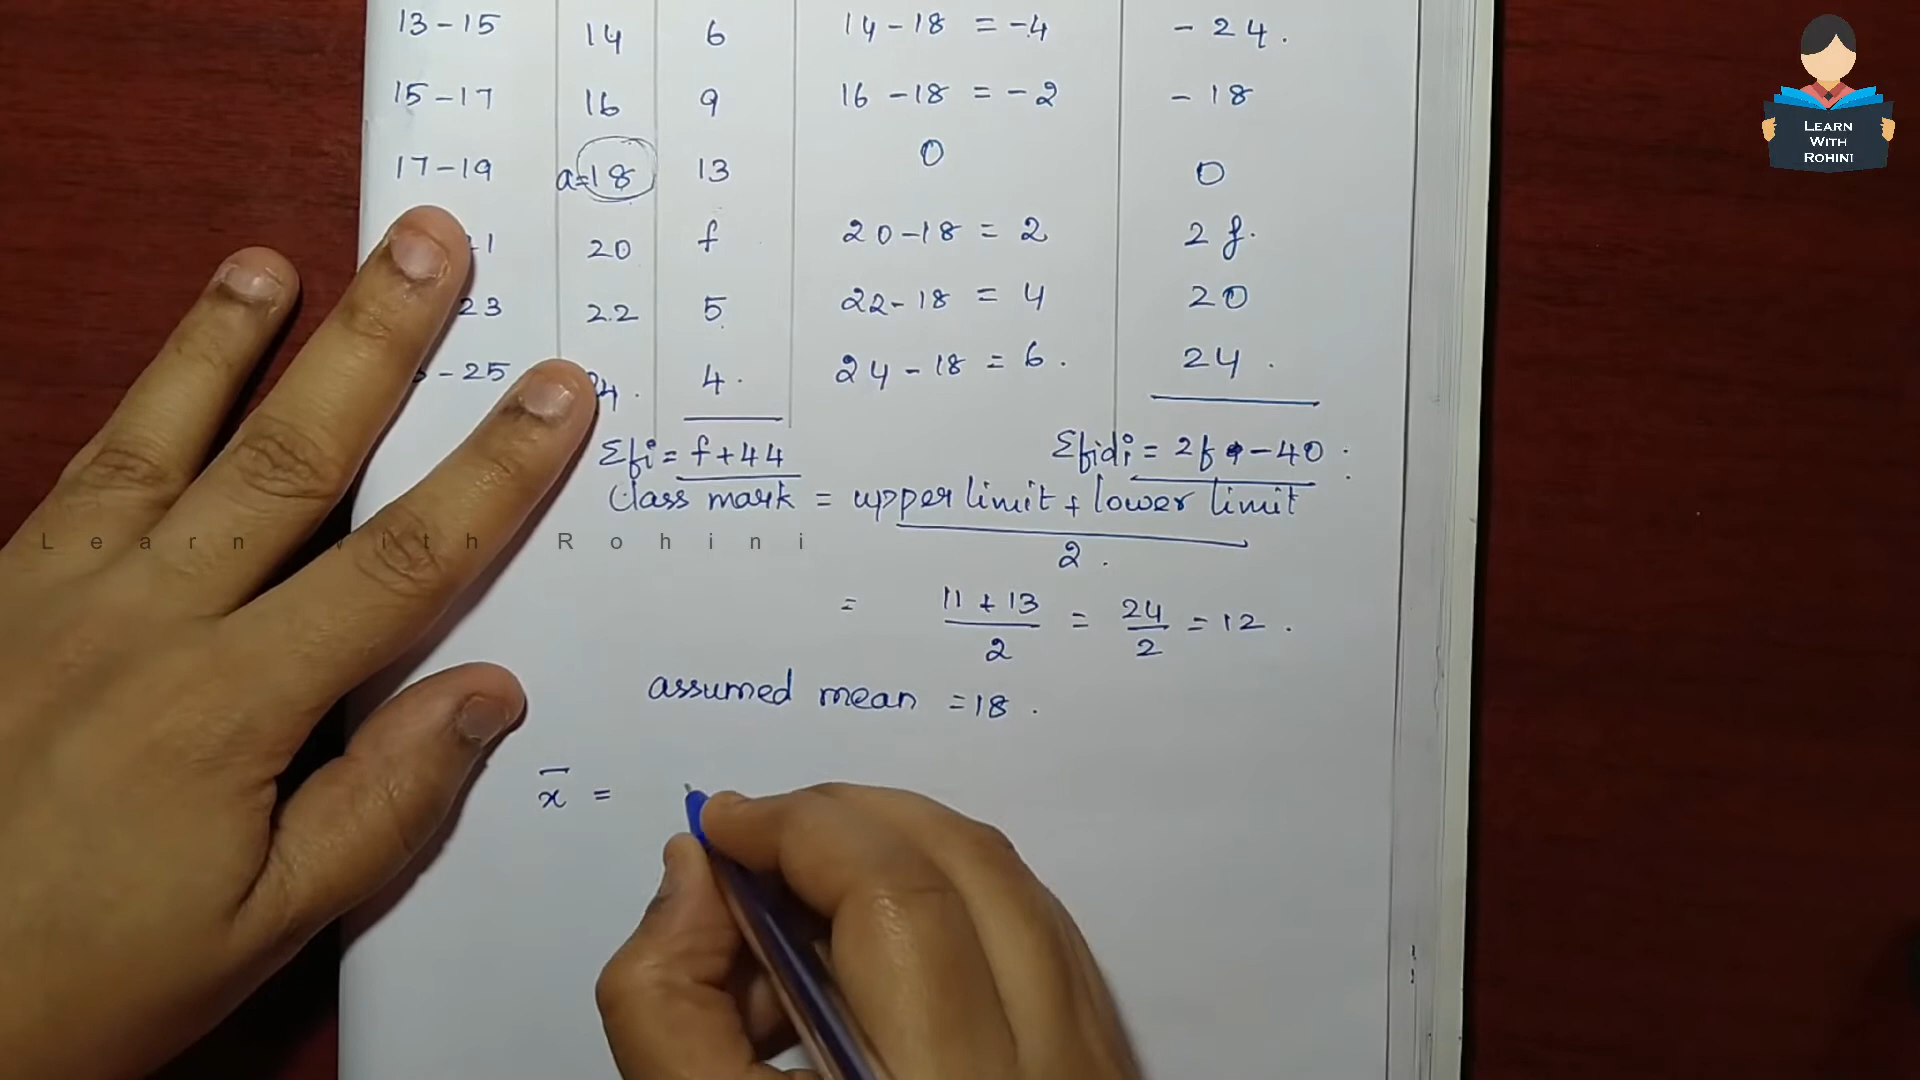 13-15 14 6 14-18 = -4 -24.
15-17 16 9 16-18 = -2 -18
17-19 a=18 13 0 0
1 20 f 20-18 = 2 2f.
23 22 5 22-18 = 4 20
-25 24. 4. 24-18 = 6. 24.
Σfi = f+44 Σfidi = 2f -40
Class mark = upper limit + lower limit
2.
= 11+13 / 2 = 24/2 = 12.
assumed mean = 18.
x̄ =
Learn With Rohini
LEARN
WITH
ROHINI